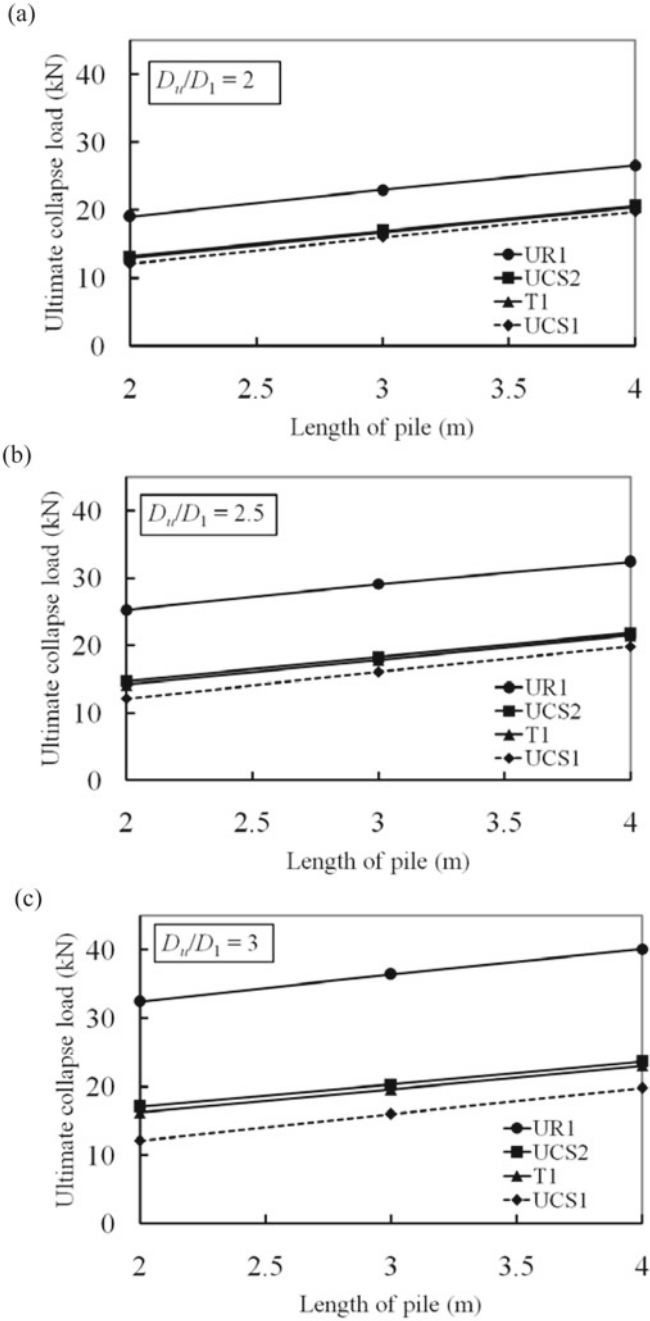 (a)
Ultimate collapse load (kN)
40
30
20
10
0
Du/D1 = 2
UR1
UCS2
T1
UCS1
2 2.5 3 3.5 4
Length of pile (m)
(b)
Ultimate collapse load (kN)
40
30
20
10
0
Du/D1 = 2.5
UR1
UCS2
T1
UCS1
2 2.5 3 3.5 4
Length of pile (m)
(c)
Ultimate collapse load (kN)
40
30
20
10
0
Du/D1 = 3
UR1
UCS2
T1
UCS1
2 2.5 3 3.5 4
Length of pile (m)